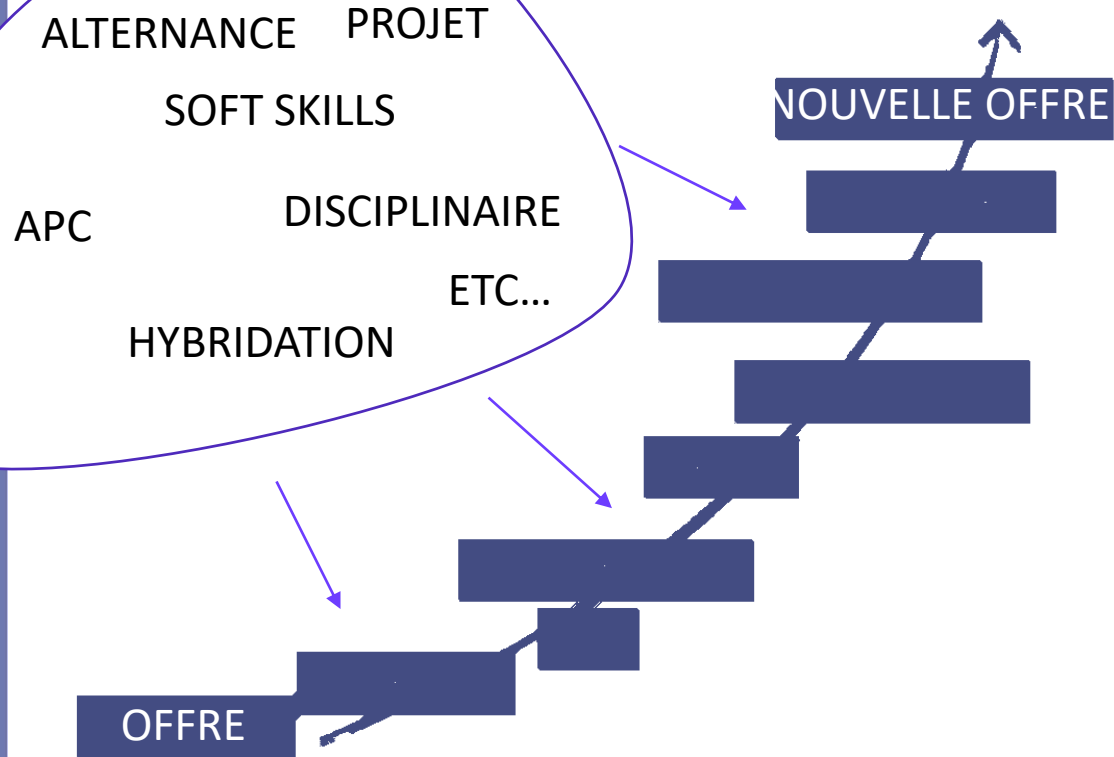 ALTERNANCE PROJET
SOFT SKILLS
NOUVELLE OFFRE
APC DISCIPLINAIRE
ETC...
HYBRIDATION
OFFRE